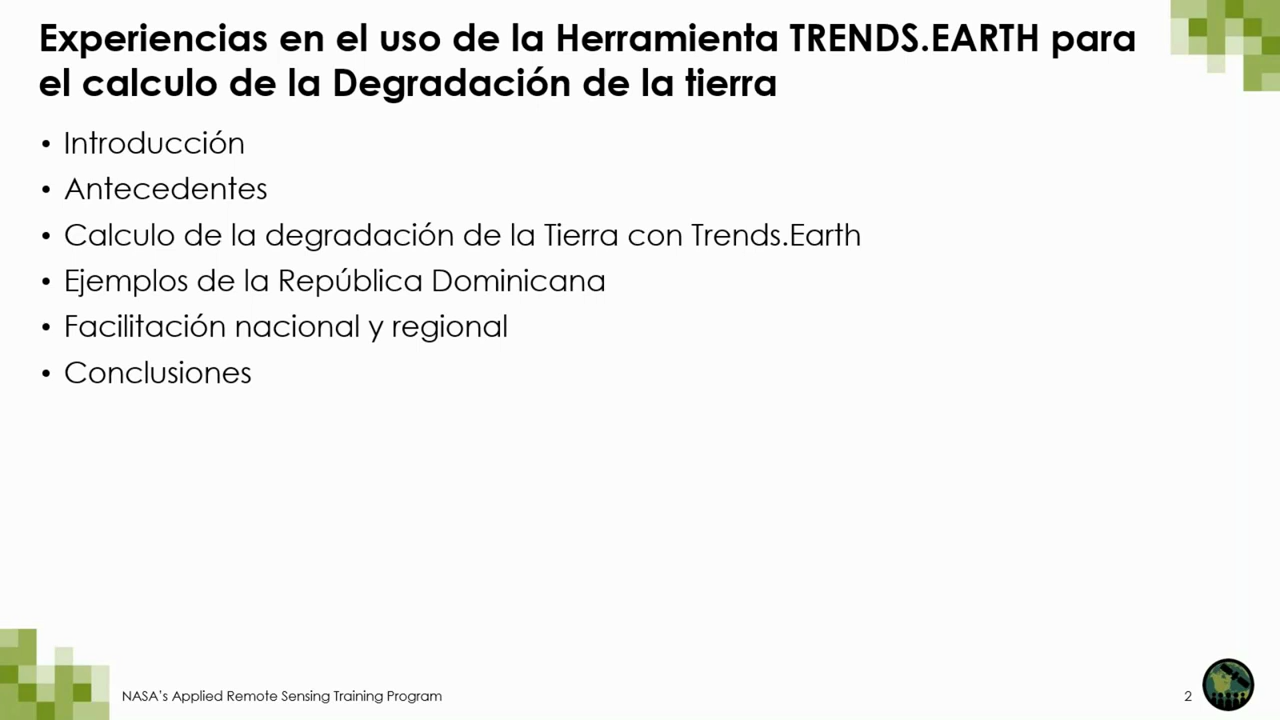 Experiencias en el uso de la Herramienta TRENDS.EARTH para
el calculo de la Degradación de la tierra
• Introducción
• Antecedentes
• Calculo de la degradación de la Tierra con Trends.Earth
• Ejemplos de la República Dominicana
• Facilitación nacional y regional
• Conclusiones
NASA's Applied Remote Sensing Training Program
2